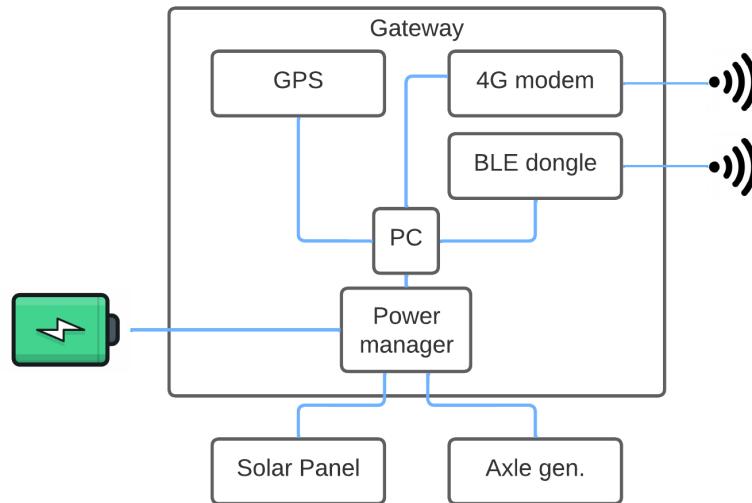 Gateway
GPS
4G modem
BLE dongle
PC
Power
manager
Solar Panel
Axle gen.